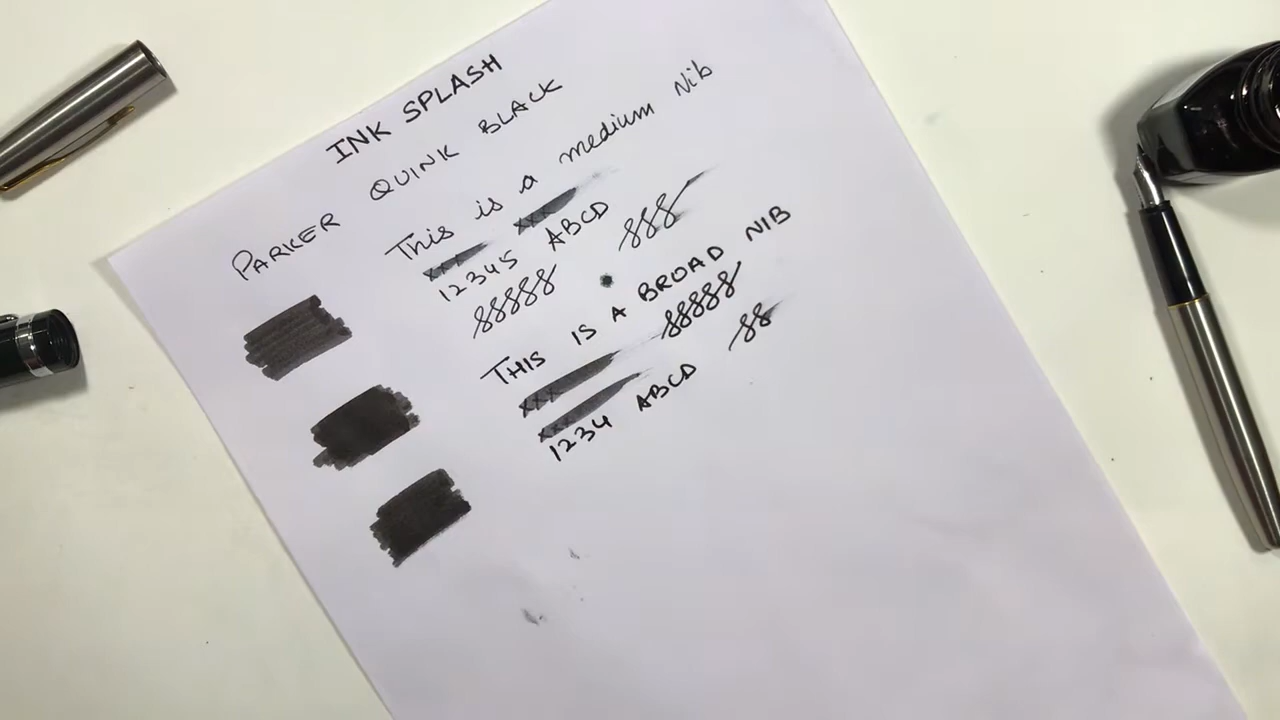 INK SPLASH
PARKER QUINK BLACK
This is a medium Nib
xxx xxx
12345 ABCD
888888 888
THIS IS A BROAD NIB
xxx 88888
xxx
1234 ABCD 88